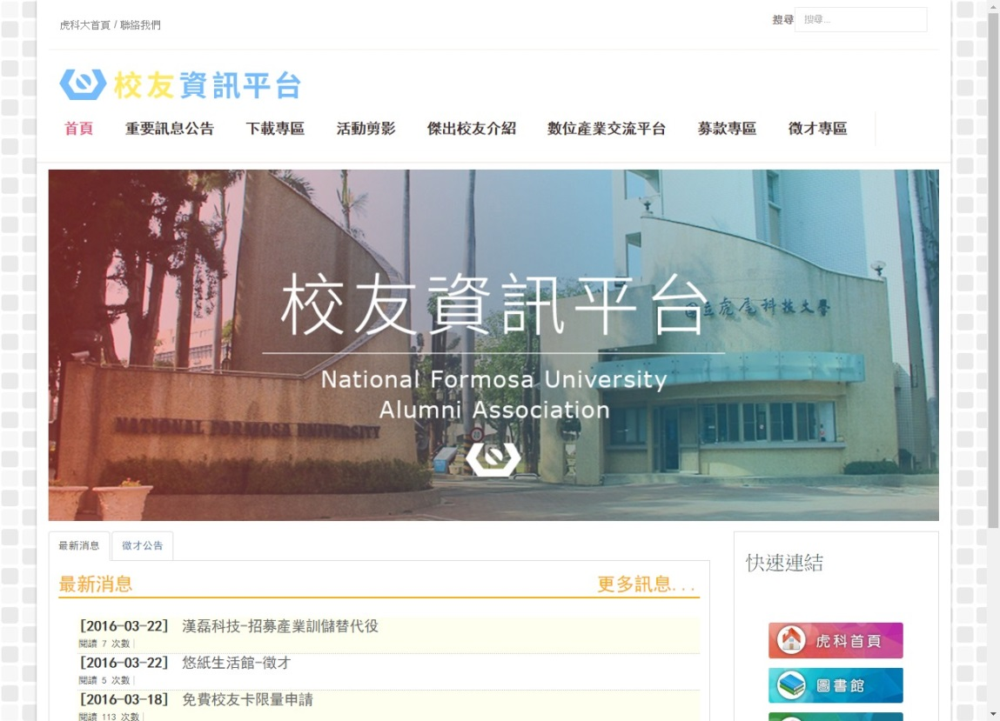 虎科大首頁 / 聯絡我們
搜尋 搜尋...
校友資訊平台
首頁 重要訊息公告 下載專區 活動剪影 傑出校友介紹 數位產業交流平台 募款專區 徵才專區
校友資訊平台
國立虎尾科技大學
National Formosa University
Alumni Association
NATIONAL FORMOSA UNIVERSITY
最新消息 徵才公告
最新消息 更多訊息...
[2016-03-22] 漢磊科技-招募產業訓儲替代役
閱讀 7 次數
[2016-03-22] 悠紙生活館-徵才
閱讀 5 次數
[2016-03-18] 免費校友卡限量申請
閱讀 113 次數
快速連結
虎科首頁
圖書館